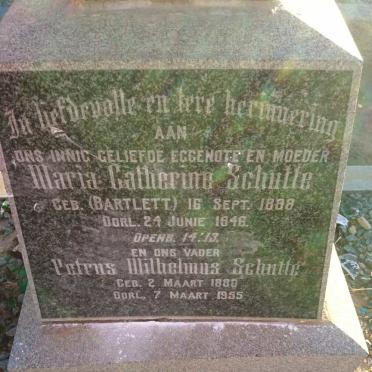 In liefdevolle en tere herinnering
AAN
ONS INNIG GELIEFDE EGGENOTE EN MOEDER
Maria Catherina Schutte
GEB. (BARTLETT) 16 SEPT. 1888
OORL. 24 JUNIE 1946.
OPENB. 14:13.
EN ONS VADER
Petrus Wilhelmus Schutte
GEB. 2 MAART 1880
OORL. 7 MAART 1955